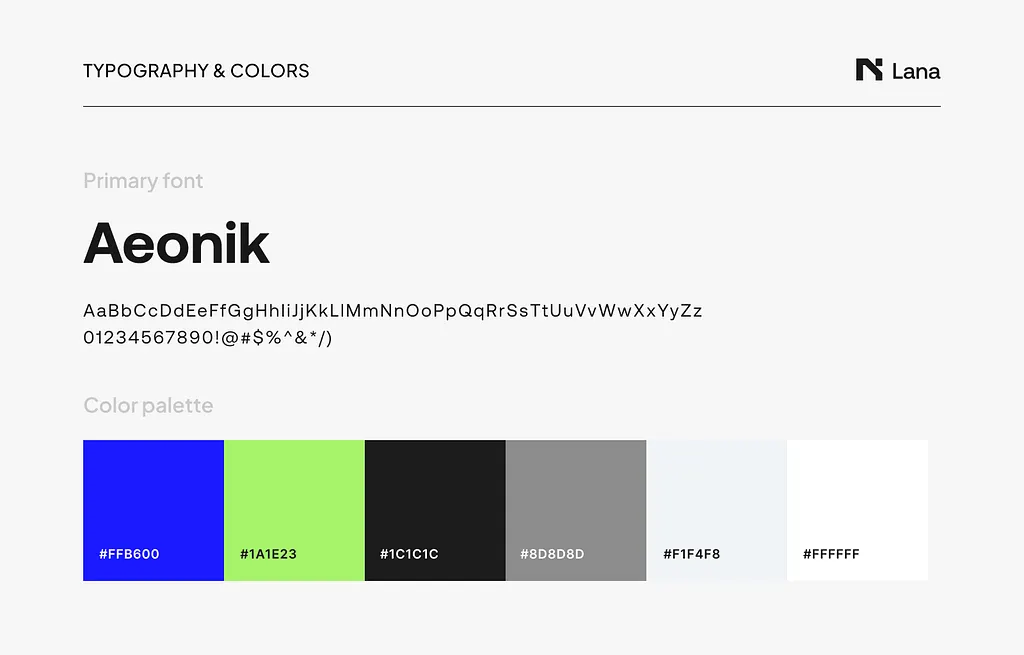 TYPOGRAPHY & COLORS
Lana
Primary font
Aeonik
AaBbCcDdEeFfGgHhIiJjKkLlMmNnOoPpQqRrSsTtUuVvWwXxYyZz
01234567890!@#$%^&*/)
Color palette
#FFB600
#1A1E23
#1C1C1C
#8D8D8D
#F1F4F8
#FFFFFF